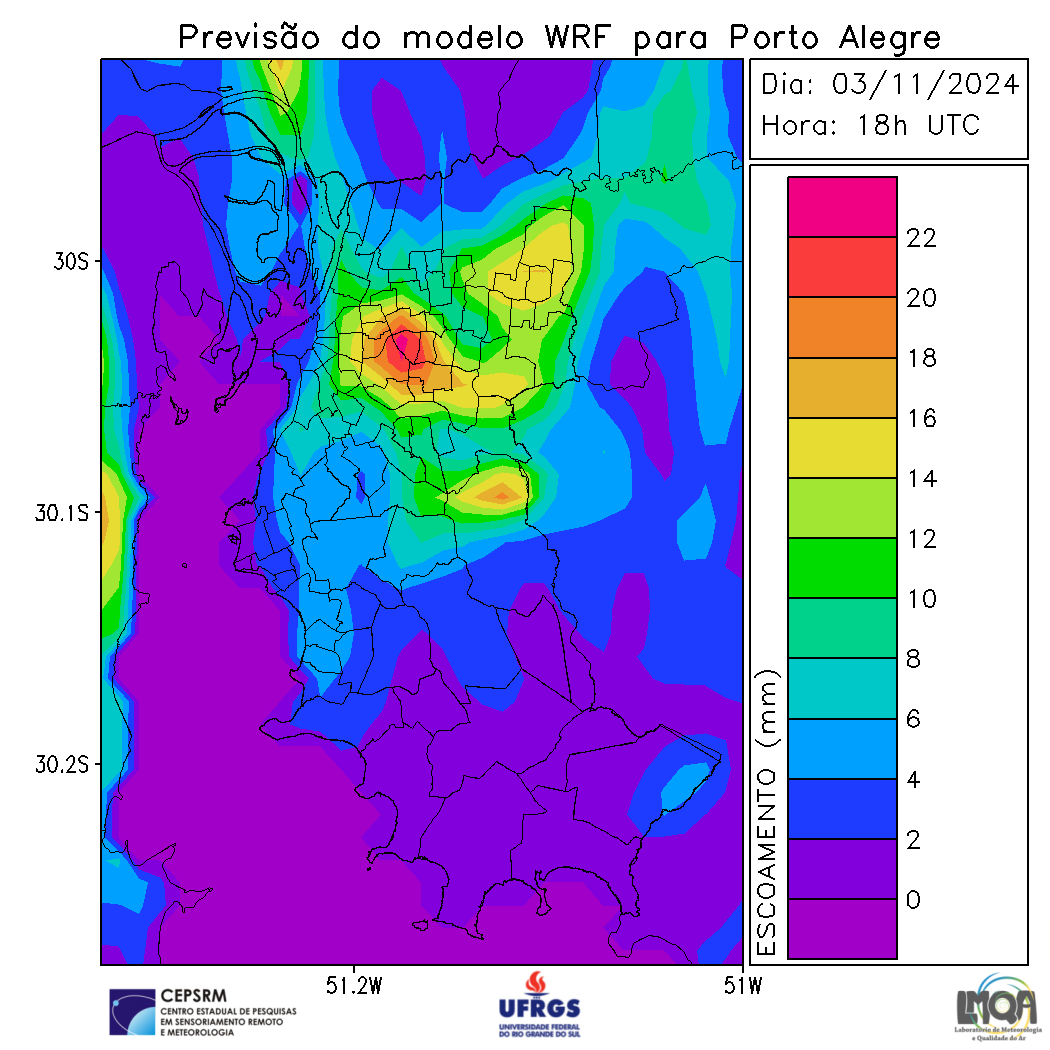 Previsão do modelo WRF para Porto Alegre
Dia: 03/11/2024
Hora: 18h UTC
30S
30.1S
30.2S
51.2W
51W
ESCOAMENTO (mm)
22
20
18
16
14
12
10
8
6
4
2
0
CEPSRM
CENTRO ESTADUAL DE PESQUISAS
EM SENSORIAMENTO REMOTO
E METEOROLOGIA
UFRGS
UNIVERSIDADE FEDERAL
DO RIO GRANDE DO SUL
LMQA
Laboratório de Meteorologia
e Qualidade do Ar